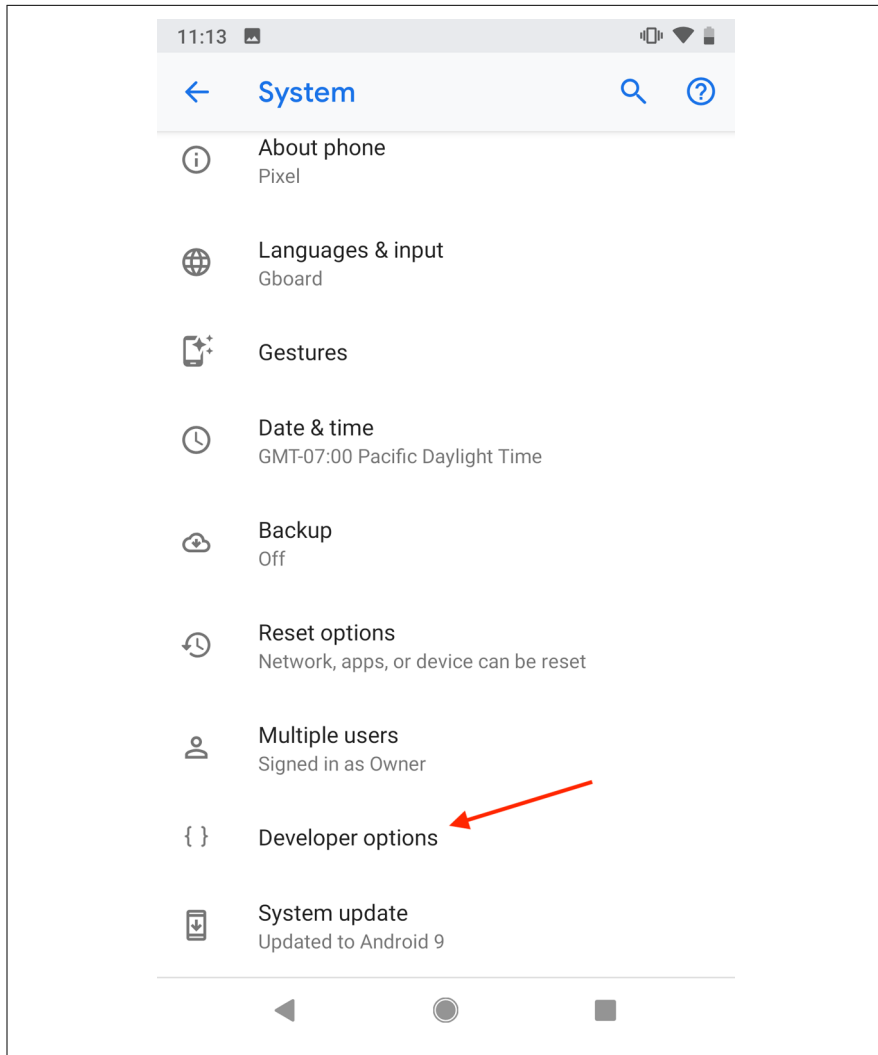 11:13
System
About phone
Pixel
Languages & input
Gboard
Gestures
Date & time
GMT-07:00 Pacific Daylight Time
Backup
Off
Reset options
Network, apps, or device can be reset
Multiple users
Signed in as Owner
{ } Developer options
System update
Updated to Android 9